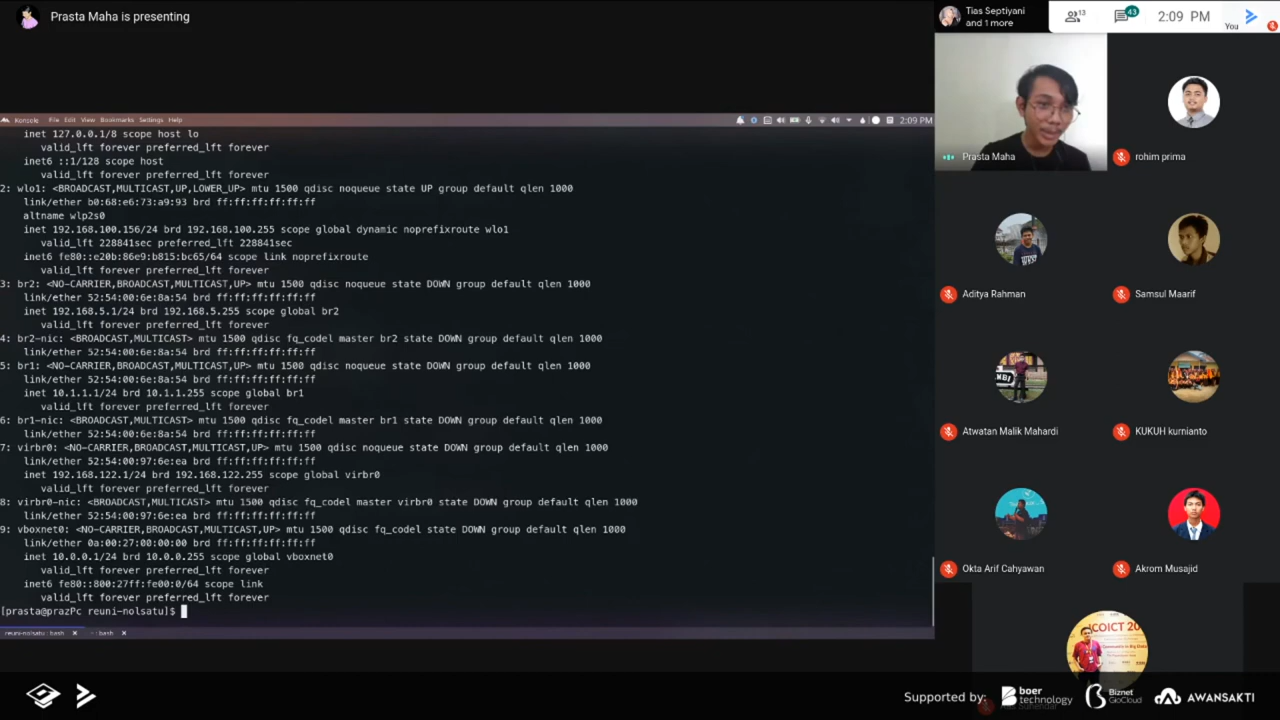 Prasta Maha is presenting
Tias Septiyani
and 1 more
13
43
2:09 PM
You
Konsole File Edit View Bookmarks Settings Help
2:09 PM
inet 127.0.0.1/8 scope host lo
valid_lft forever preferred_lft forever
inet6 ::1/128 scope host
valid_lft forever preferred_lft forever
2: wlo1: <BROADCAST,MULTICAST,UP,LOWER_UP> mtu 1500 qdisc noqueue state UP group default qlen 1000
link/ether b0:68:e6:73:a9:93 brd ff:ff:ff:ff:ff:ff
altname wlp2s0
inet 192.168.100.156/24 brd 192.168.100.255 scope global dynamic noprefixroute wlo1
valid_lft 228841sec preferred_lft 228841sec
inet6 fe80::e20b:86e9:b815:bc65/64 scope link noprefixroute
valid_lft forever preferred_lft forever
3: br2: <NO-CARRIER,BROADCAST,MULTICAST,UP> mtu 1500 qdisc noqueue state DOWN group default qlen 1000
link/ether 52:54:00:6e:8a:54 brd ff:ff:ff:ff:ff:ff
inet 192.168.5.1/24 brd 192.168.5.255 scope global br2
valid_lft forever preferred_lft forever
4: br2-nic: <BROADCAST,MULTICAST> mtu 1500 qdisc fq_codel master br2 state DOWN group default qlen 1000
link/ether 52:54:00:6e:8a:54 brd ff:ff:ff:ff:ff:ff
5: br1: <NO-CARRIER,BROADCAST,MULTICAST,UP> mtu 1500 qdisc noqueue state DOWN group default qlen 1000
link/ether 52:54:00:6e:8a:54 brd ff:ff:ff:ff:ff:ff
inet 10.1.1.1/24 brd 10.1.1.255 scope global br1
valid_lft forever preferred_lft forever
6: br1-nic: <BROADCAST,MULTICAST> mtu 1500 qdisc fq_codel master br1 state DOWN group default qlen 1000
link/ether 52:54:00:6e:8a:54 brd ff:ff:ff:ff:ff:ff
7: virbr0: <NO-CARRIER,BROADCAST,MULTICAST,UP> mtu 1500 qdisc noqueue state DOWN group default qlen 1000
link/ether 52:54:00:97:6e:ea brd ff:ff:ff:ff:ff:ff
inet 192.168.122.1/24 brd 192.168.122.255 scope global virbr0
valid_lft forever preferred_lft forever
8: virbr0-nic: <BROADCAST,MULTICAST> mtu 1500 qdisc fq_codel master virbr0 state DOWN group default qlen 1000
link/ether 52:54:00:97:6e:ea brd ff:ff:ff:ff:ff:ff
9: vboxnet0: <NO-CARRIER,BROADCAST,MULTICAST,UP> mtu 1500 qdisc fq_codel state DOWN group default qlen 1000
link/ether 0a:00:27:00:00:00 brd ff:ff:ff:ff:ff:ff
inet 10.0.0.1/24 brd 10.0.0.255 scope global vboxnet0
valid_lft forever preferred_lft forever
inet6 fe80::800:27ff:fe00:0/64 scope link
valid_lft forever preferred_lft forever
[prasta@prazPc reuni-nolsatu]$
reuni-nolsatu : bash
~ : bash
Prasta Maha
rohim prima
Aditya Rahman
Samsul Maarif
Atwatan Malik Mahardi
KUKUH kurnianto
Okta Arif Cahyawan
Akrom Musajid
ICOICT 20
Supported by:
boer
technology
Biznet
GioCloud
AWANSAKTI